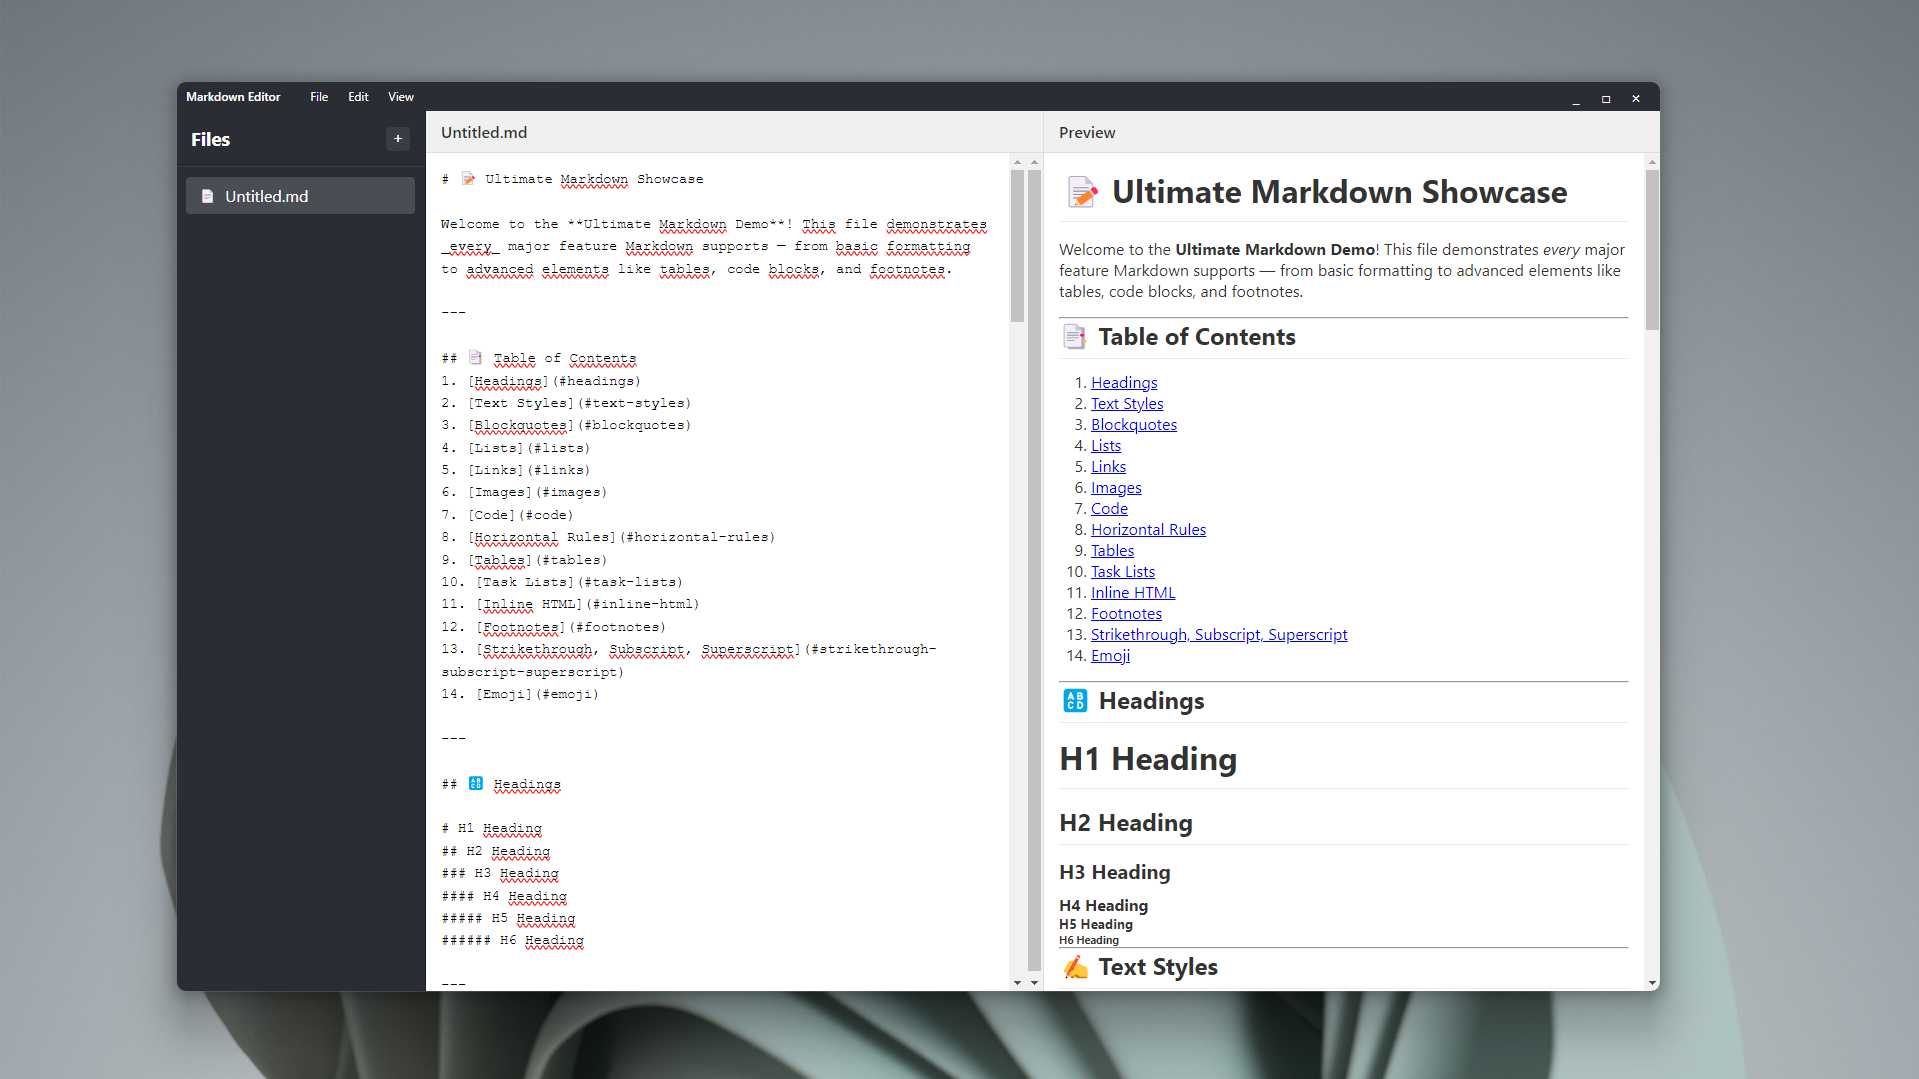 Markdown Editor File Edit View
Files +
Untitled.md
Untitled.md
# 📝 Ultimate Markdown Showcase
Welcome to the **Ultimate Markdown Demo**! This file demonstrates
_every_ major feature Markdown supports — from basic formatting
to advanced elements like tables, code blocks, and footnotes.
---
## 📑 Table of Contents
1. [Headings](#headings)
2. [Text Styles](#text-styles)
3. [Blockquotes](#blockquotes)
4. [Lists](#lists)
5. [Links](#links)
6. [Images](#images)
7. [Code](#code)
8. [Horizontal Rules](#horizontal-rules)
9. [Tables](#tables)
10. [Task Lists](#task-lists)
11. [Inline HTML](#inline-html)
12. [Footnotes](#footnotes)
13. [Strikethrough, Subscript, Superscript](#strikethrough-
subscript-superscript)
14. [Emoji](#emoji)
---
## 🔠 Headings
# H1 Heading
## H2 Heading
### H3 Heading
#### H4 Heading
##### H5 Heading
###### H6 Heading
---
Preview
📝 Ultimate Markdown Showcase
Welcome to the Ultimate Markdown Demo! This file demonstrates every major
feature Markdown supports — from basic formatting to advanced elements like
tables, code blocks, and footnotes.
📑 Table of Contents
1. Headings
2. Text Styles
3. Blockquotes
4. Lists
5. Links
6. Images
7. Code
8. Horizontal Rules
9. Tables
10. Task Lists
11. Inline HTML
12. Footnotes
13. Strikethrough, Subscript, Superscript
14. Emoji
🔠 Headings
H1 Heading
H2 Heading
H3 Heading
H4 Heading
H5 Heading
H6 Heading
✍️ Text Styles